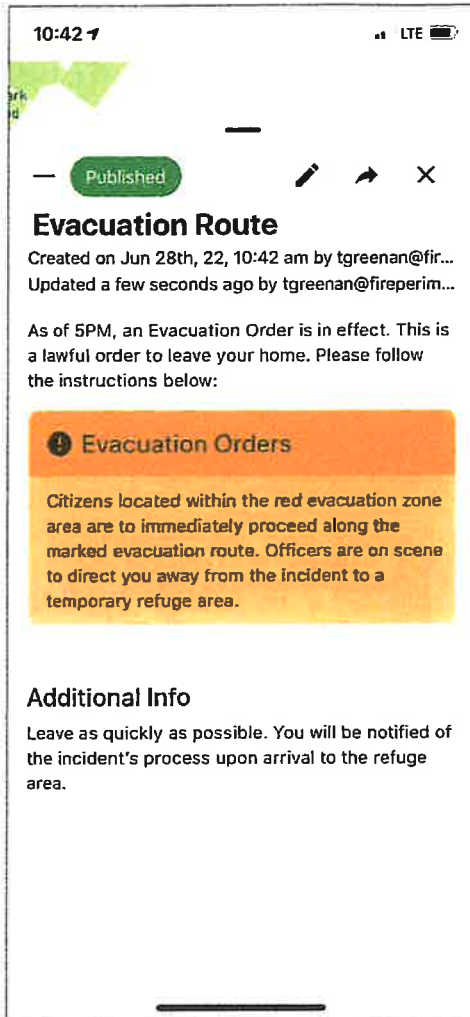 10:42
LTE
Published
Evacuation Route
Created on Jun 28th, 22, 10:42 am by tgreenan@fir...
Updated a few seconds ago by tgreenan@fireperim...
As of 5PM, an Evacuation Order is in effect. This is
a lawful order to leave your home. Please follow
the instructions below:
Evacuation Orders
Citizens located within the red evacuation zone
area are to immediately proceed along the
marked evacuation route. Officers are on scene
to direct you away from the incident to a
temporary refuge area.
Additional Info
Leave as quickly as possible. You will be notified of
the incident's process upon arrival to the refuge
area.